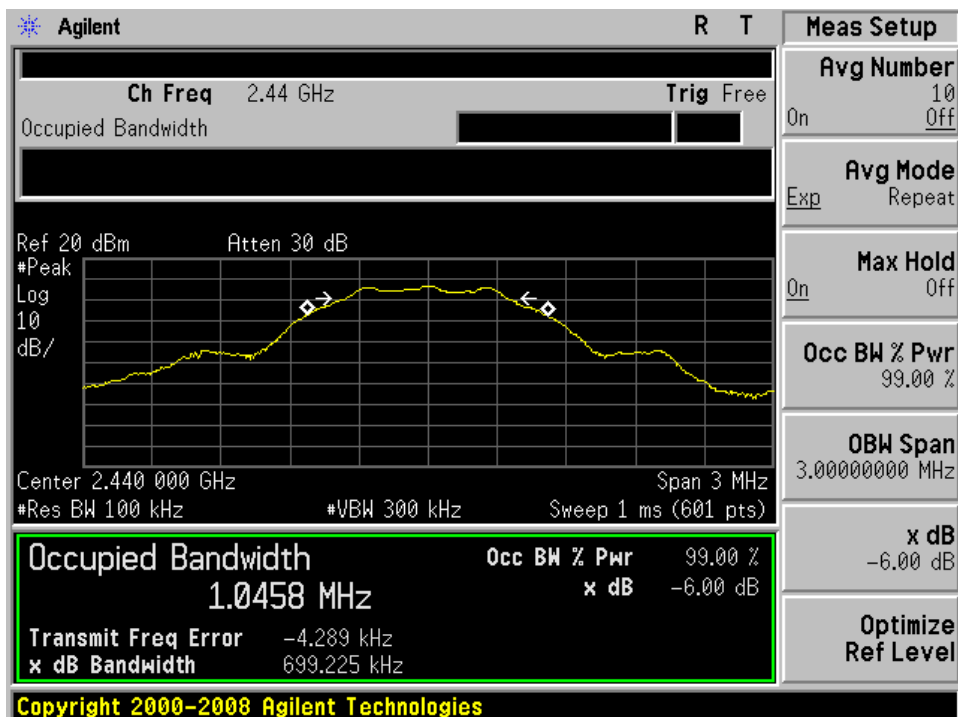 Agilent R T
Ch Freq 2.44 GHz Trig Free
Occupied Bandwidth
Ref 20 dBm Atten 30 dB
#Peak
Log
10
dB/
Center 2.440 000 GHz Span 3 MHz
#Res BW 100 kHz #VBW 300 kHz Sweep 1 ms (601 pts)
Occupied Bandwidth Occ BW % Pwr 99.00 %
1.0458 MHz x dB -6.00 dB
Transmit Freq Error -4.289 kHz
x dB Bandwidth 699.225 kHz
Copyright 2000-2008 Agilent Technologies
Meas Setup
Avg Number
10
On Off
Avg Mode
Exp Repeat
Max Hold
On Off
Occ BW % Pwr
99.00 %
OBW Span
3.00000000 MHz
x dB
-6.00 dB
Optimize
Ref Level